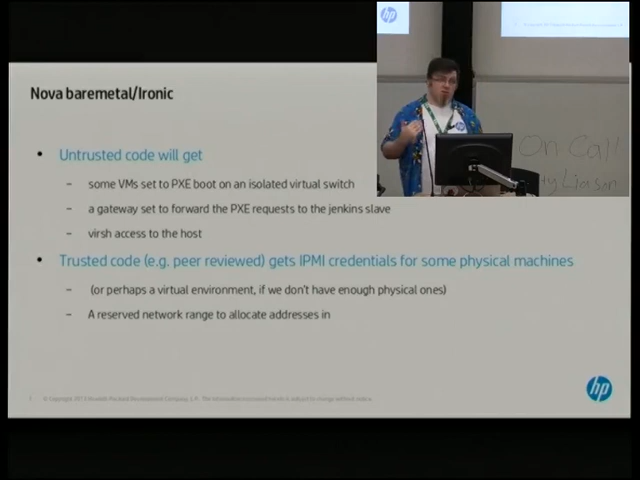 Nova baremetal/Ironic
• Untrusted code will get
– some VMs set to PXE boot on an isolated virtual switch
– a gateway set to forward the PXE requests to the jenkins slave
– virsh access to the host
• Trusted code (e.g. peer reviewed) gets IPMI credentials for some physical machines
– (or perhaps a virtual environment, if we don't have enough physical ones)
– A reserved network range to allocate addresses in
hp
hp
hp
On Call